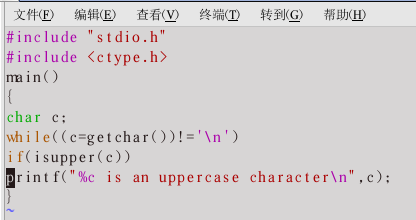 文件(F) 编辑(E) 查看(V) 终端(T) 转到(G) 帮助(H)
#include "stdio.h"
#include <ctype.h>
main()
{
char c;
while((c=getchar())!='\n')
if(isupper(c))
printf("%c is an uppercase character\n",c);
}
~